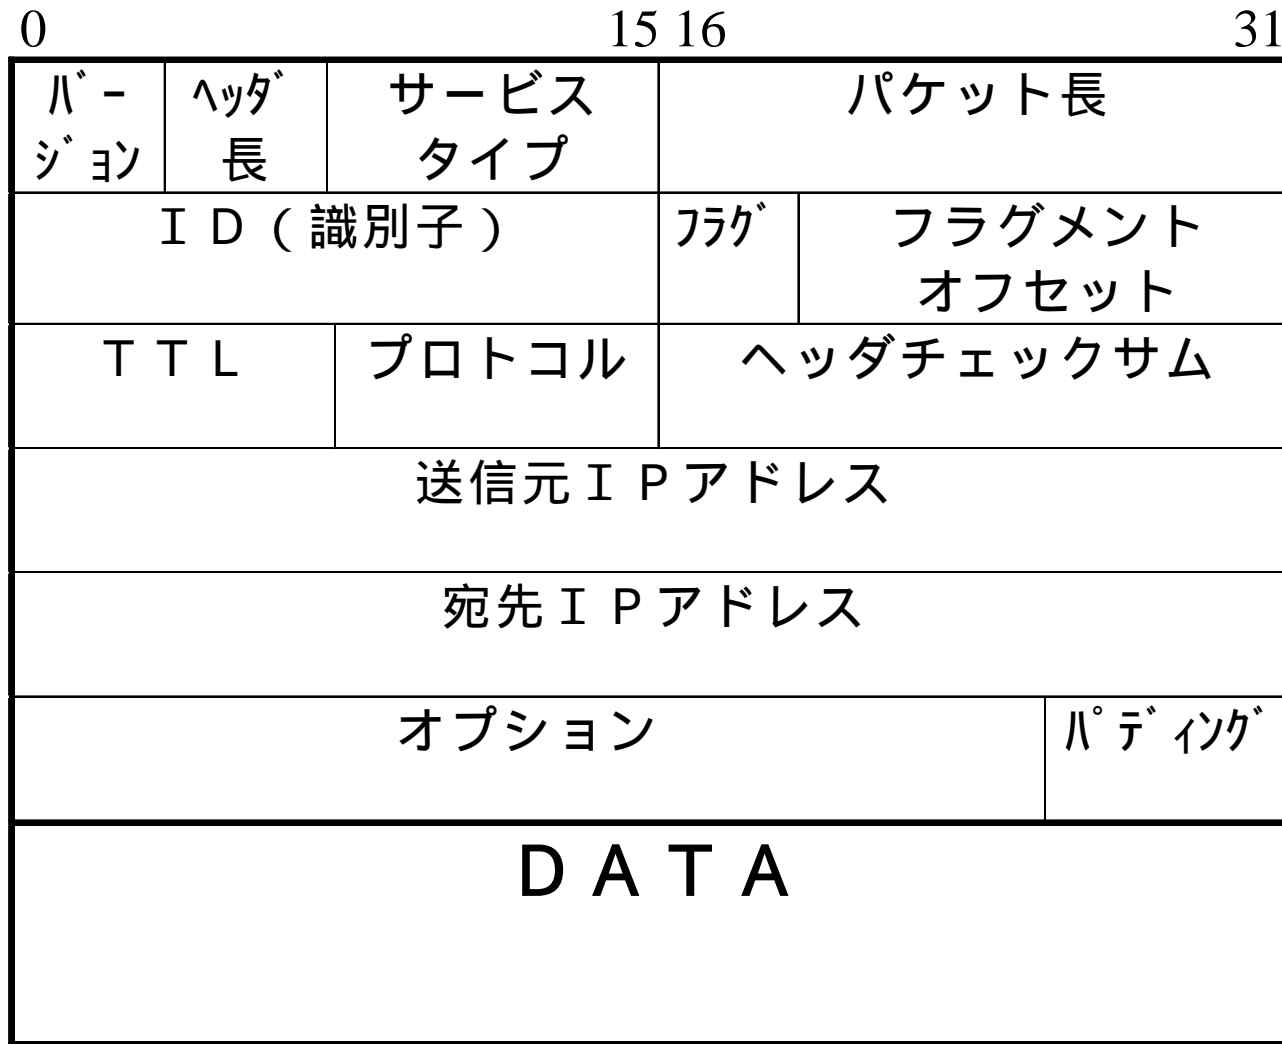 0 15 16 31
ﾊﾞｰ
ｼﾞｮﾝ
ﾍｯﾀﾞ
長
サービス
タイプ
パケット長
ＩＤ（識別子）
ﾌﾗｸﾞ
フラグメント
オフセット
ＴＴＬ
プロトコル
ヘッダチェックサム
送信元ＩＰアドレス
宛先ＩＰアドレス
オプション
ﾊﾟﾃﾞｨﾝｸﾞ
ＤＡＴＡ